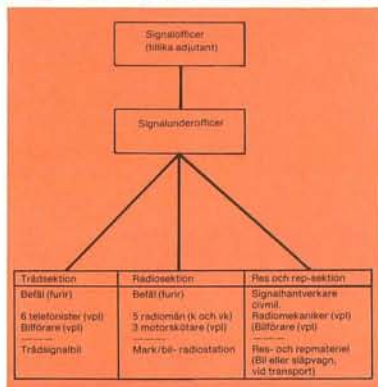 Signalofficer
(tillika adjutant)
Signalunderofficer
Trådsektion
Befäl (furir)
6 telefonister (vpl)
Bilförare (vpl)
Trådsignalbil
Radiosektion
Befäl (furir)
5 radiomän (k och vk)
3 motorskötare (vpl)
Mark/bil- radiostation
Res och rep-sektion
Signalhantverkare
civmil.
Radiomekaniker (vpl)
(Bilförare (vpl)
Res- och repmateriel
(Bil eller släpvagn,
vid transport)